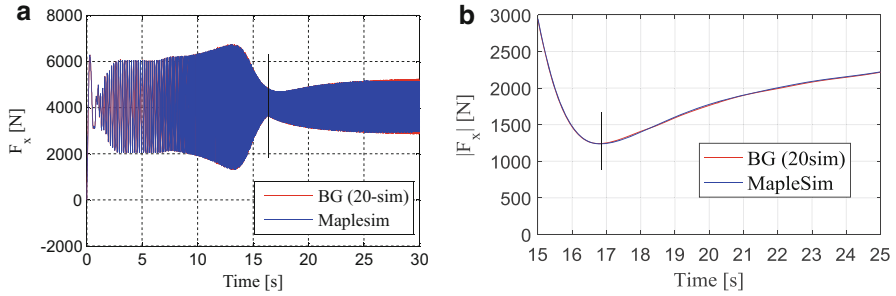 a
8000
6000
4000
2000
0
-2000
F_x [N]
0 5 10 15 20 25 30
Time [s]
BG (20-sim)
Maplesim
b
3000
2500
2000
1500
1000
500
0
|F_x| [N]
15 16 17 18 19 20 21 22 23 24 25
Time [s]
BG (20sim)
MapleSim